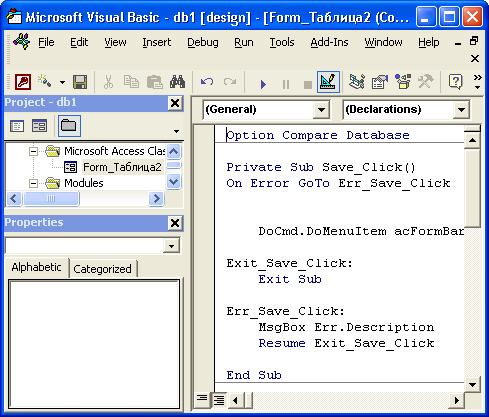 Microsoft Visual Basic - db1 [design] - [Form_Таблица2 (Co...
File Edit View Insert Debug Run Tools Add-Ins Window Help
Project - db1
Microsoft Access Clas
Form_Таблица2
Modules
Properties
Alphabetic Categorized
(General) (Declarations)
Option Compare Database
Private Sub Save_Click()
On Error GoTo Err_Save_Click
DoCmd.DoMenuItem acFormBar
Exit_Save_Click:
Exit Sub
Err_Save_Click:
MsgBox Err.Description
Resume Exit_Save_Click
End Sub